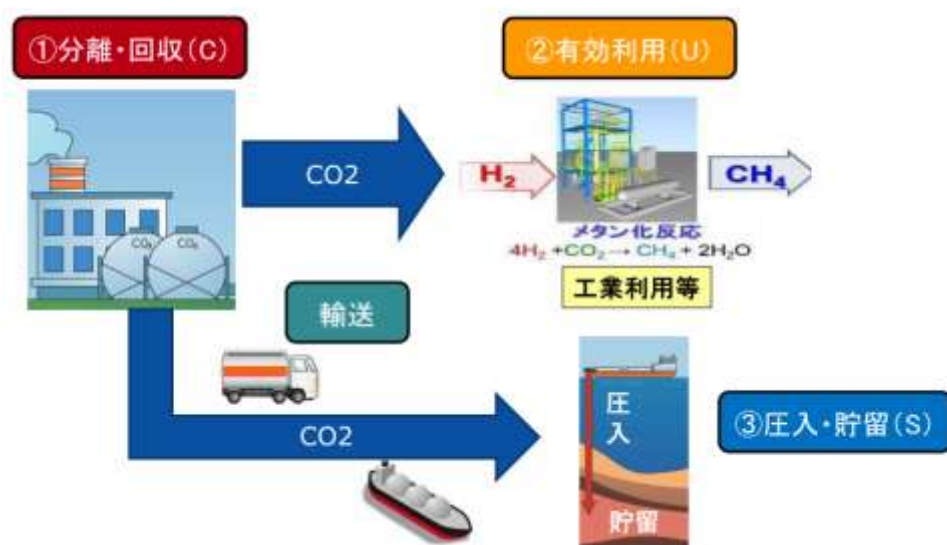 ①分離・回収(C)
②有効利用(U)
CO2
H₂
CH₄
CO₂
CO₂
メタン化反応
4H₂+CO₂→CH₄+2H₂O
工業利用等
輸送
CO2
圧入
貯留
③圧入・貯留(S)